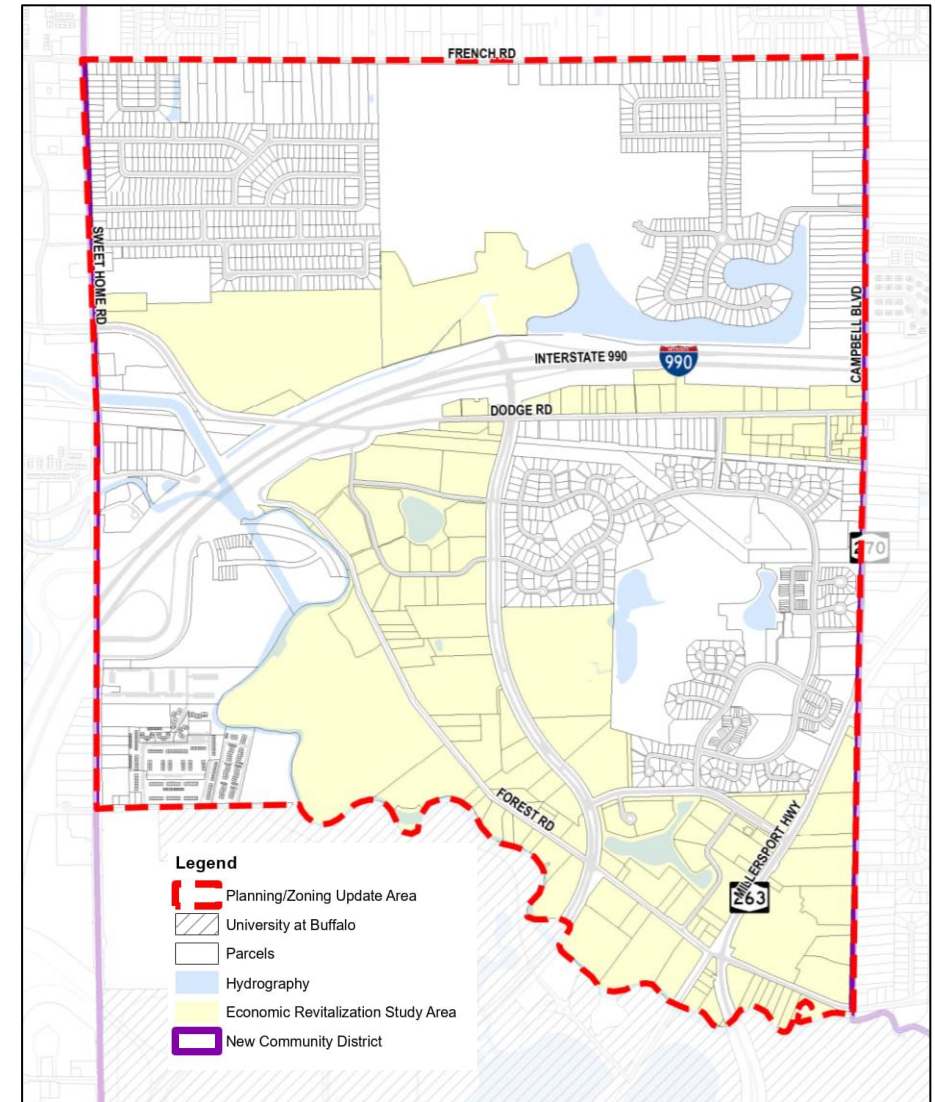 FRENCH RD
SWEET HOME RD
CAMPBELL BLVD
INTERSTATE 990
990
DODGE RD
270
FOREST RD
MILLERSPORT HWY
263
Legend
Planning/Zoning Update Area
University at Buffalo
Parcels
Hydrography
Economic Revitalization Study Area
New Community District